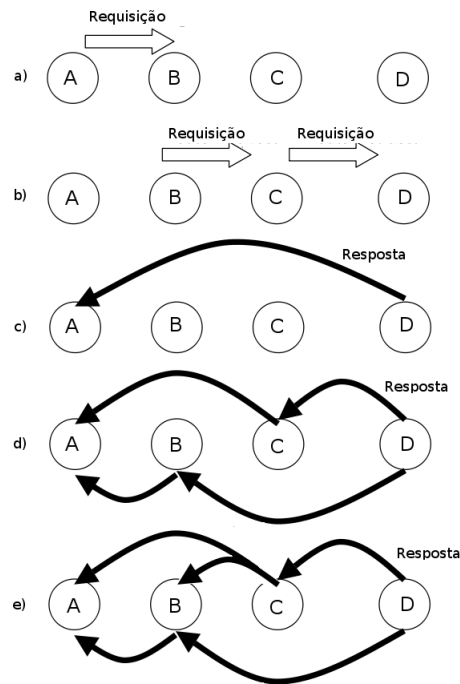 Requisição
a) A B C D
Requisição Requisição
b) A B C D
Resposta
c) A B C D
Resposta
d) A B C D
Resposta
e) A B C D